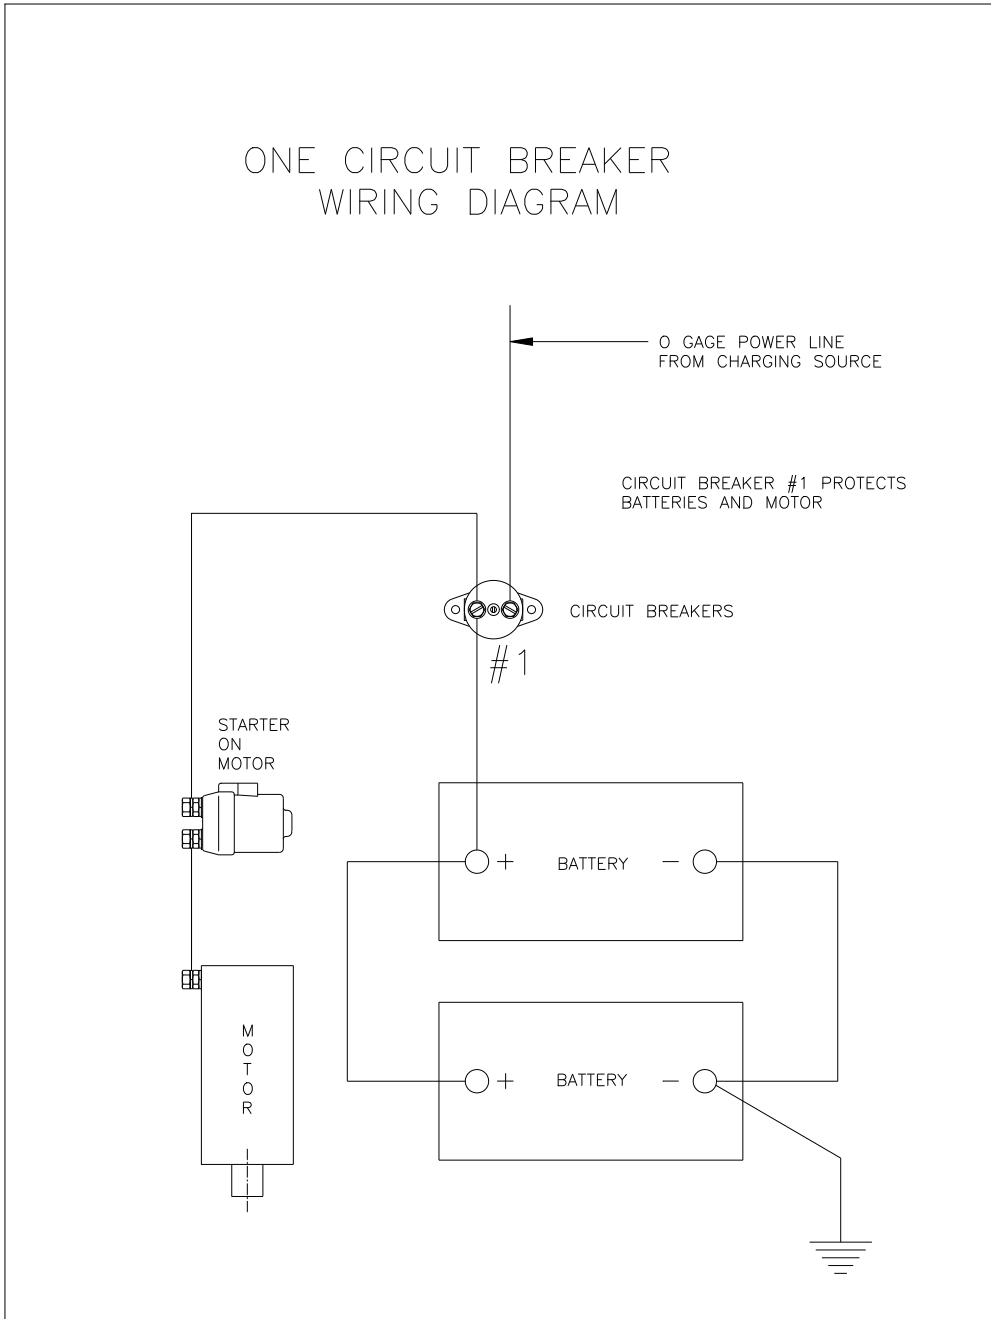 ONE CIRCUIT BREAKER
WIRING DIAGRAM
O GAGE POWER LINE
FROM CHARGING SOURCE
CIRCUIT BREAKER #1 PROTECTS
BATTERIES AND MOTOR
CIRCUIT BREAKERS
#1
STARTER
ON
MOTOR
+ BATTERY −
+ BATTERY −
MOTOR